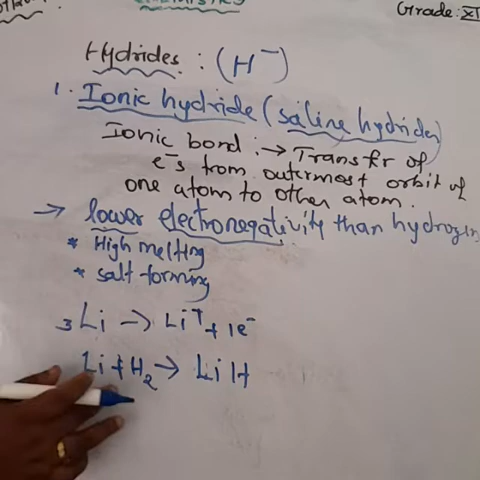 Grade: XI
Hydrides : (H⁻)
1. Ionic hydride (saline hydrides)
Ionic bond :→ Transfr of
e⁻s from outermost orbit of
one atom to other atom.
→ lower electronegativity than hydrogen
* High melting
* salt forming
₃Li → Li⁺ + 1e⁻
Li + H₂ → LiH